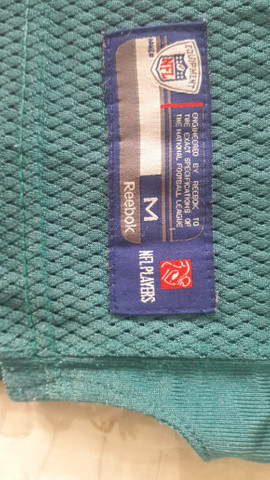 EQUIPMENT
NFL
ENGINEERED BY REEBOK TO
THE EXACT SPECIFICATIONS OF
THE NATIONAL FOOTBALL LEAGUE
M
Reebok
NFL PLAYERS